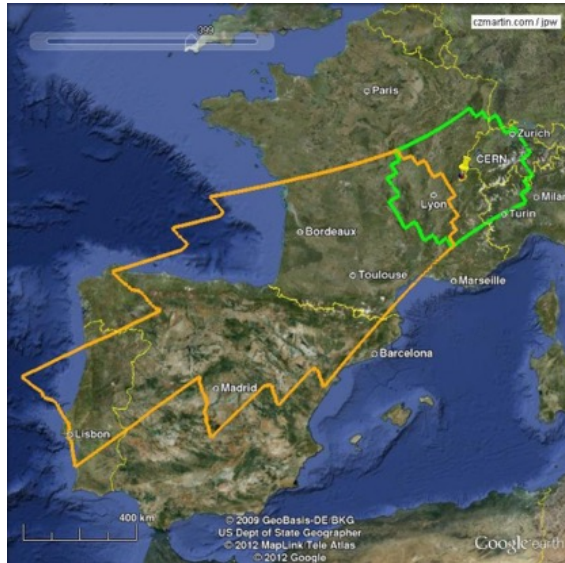 399
czmartin.com / jpw
Paris
Zurich
CERN
Lyon
Milan
Turin
Bordeaux
Toulouse
Marseille
Barcelona
Madrid
Lisbon
400 km
© 2009 GeoBasis-DE/BKG
US Dept of State Geographer
© 2012 MapLink/Tele Atlas
© 2012 Google
Google earth